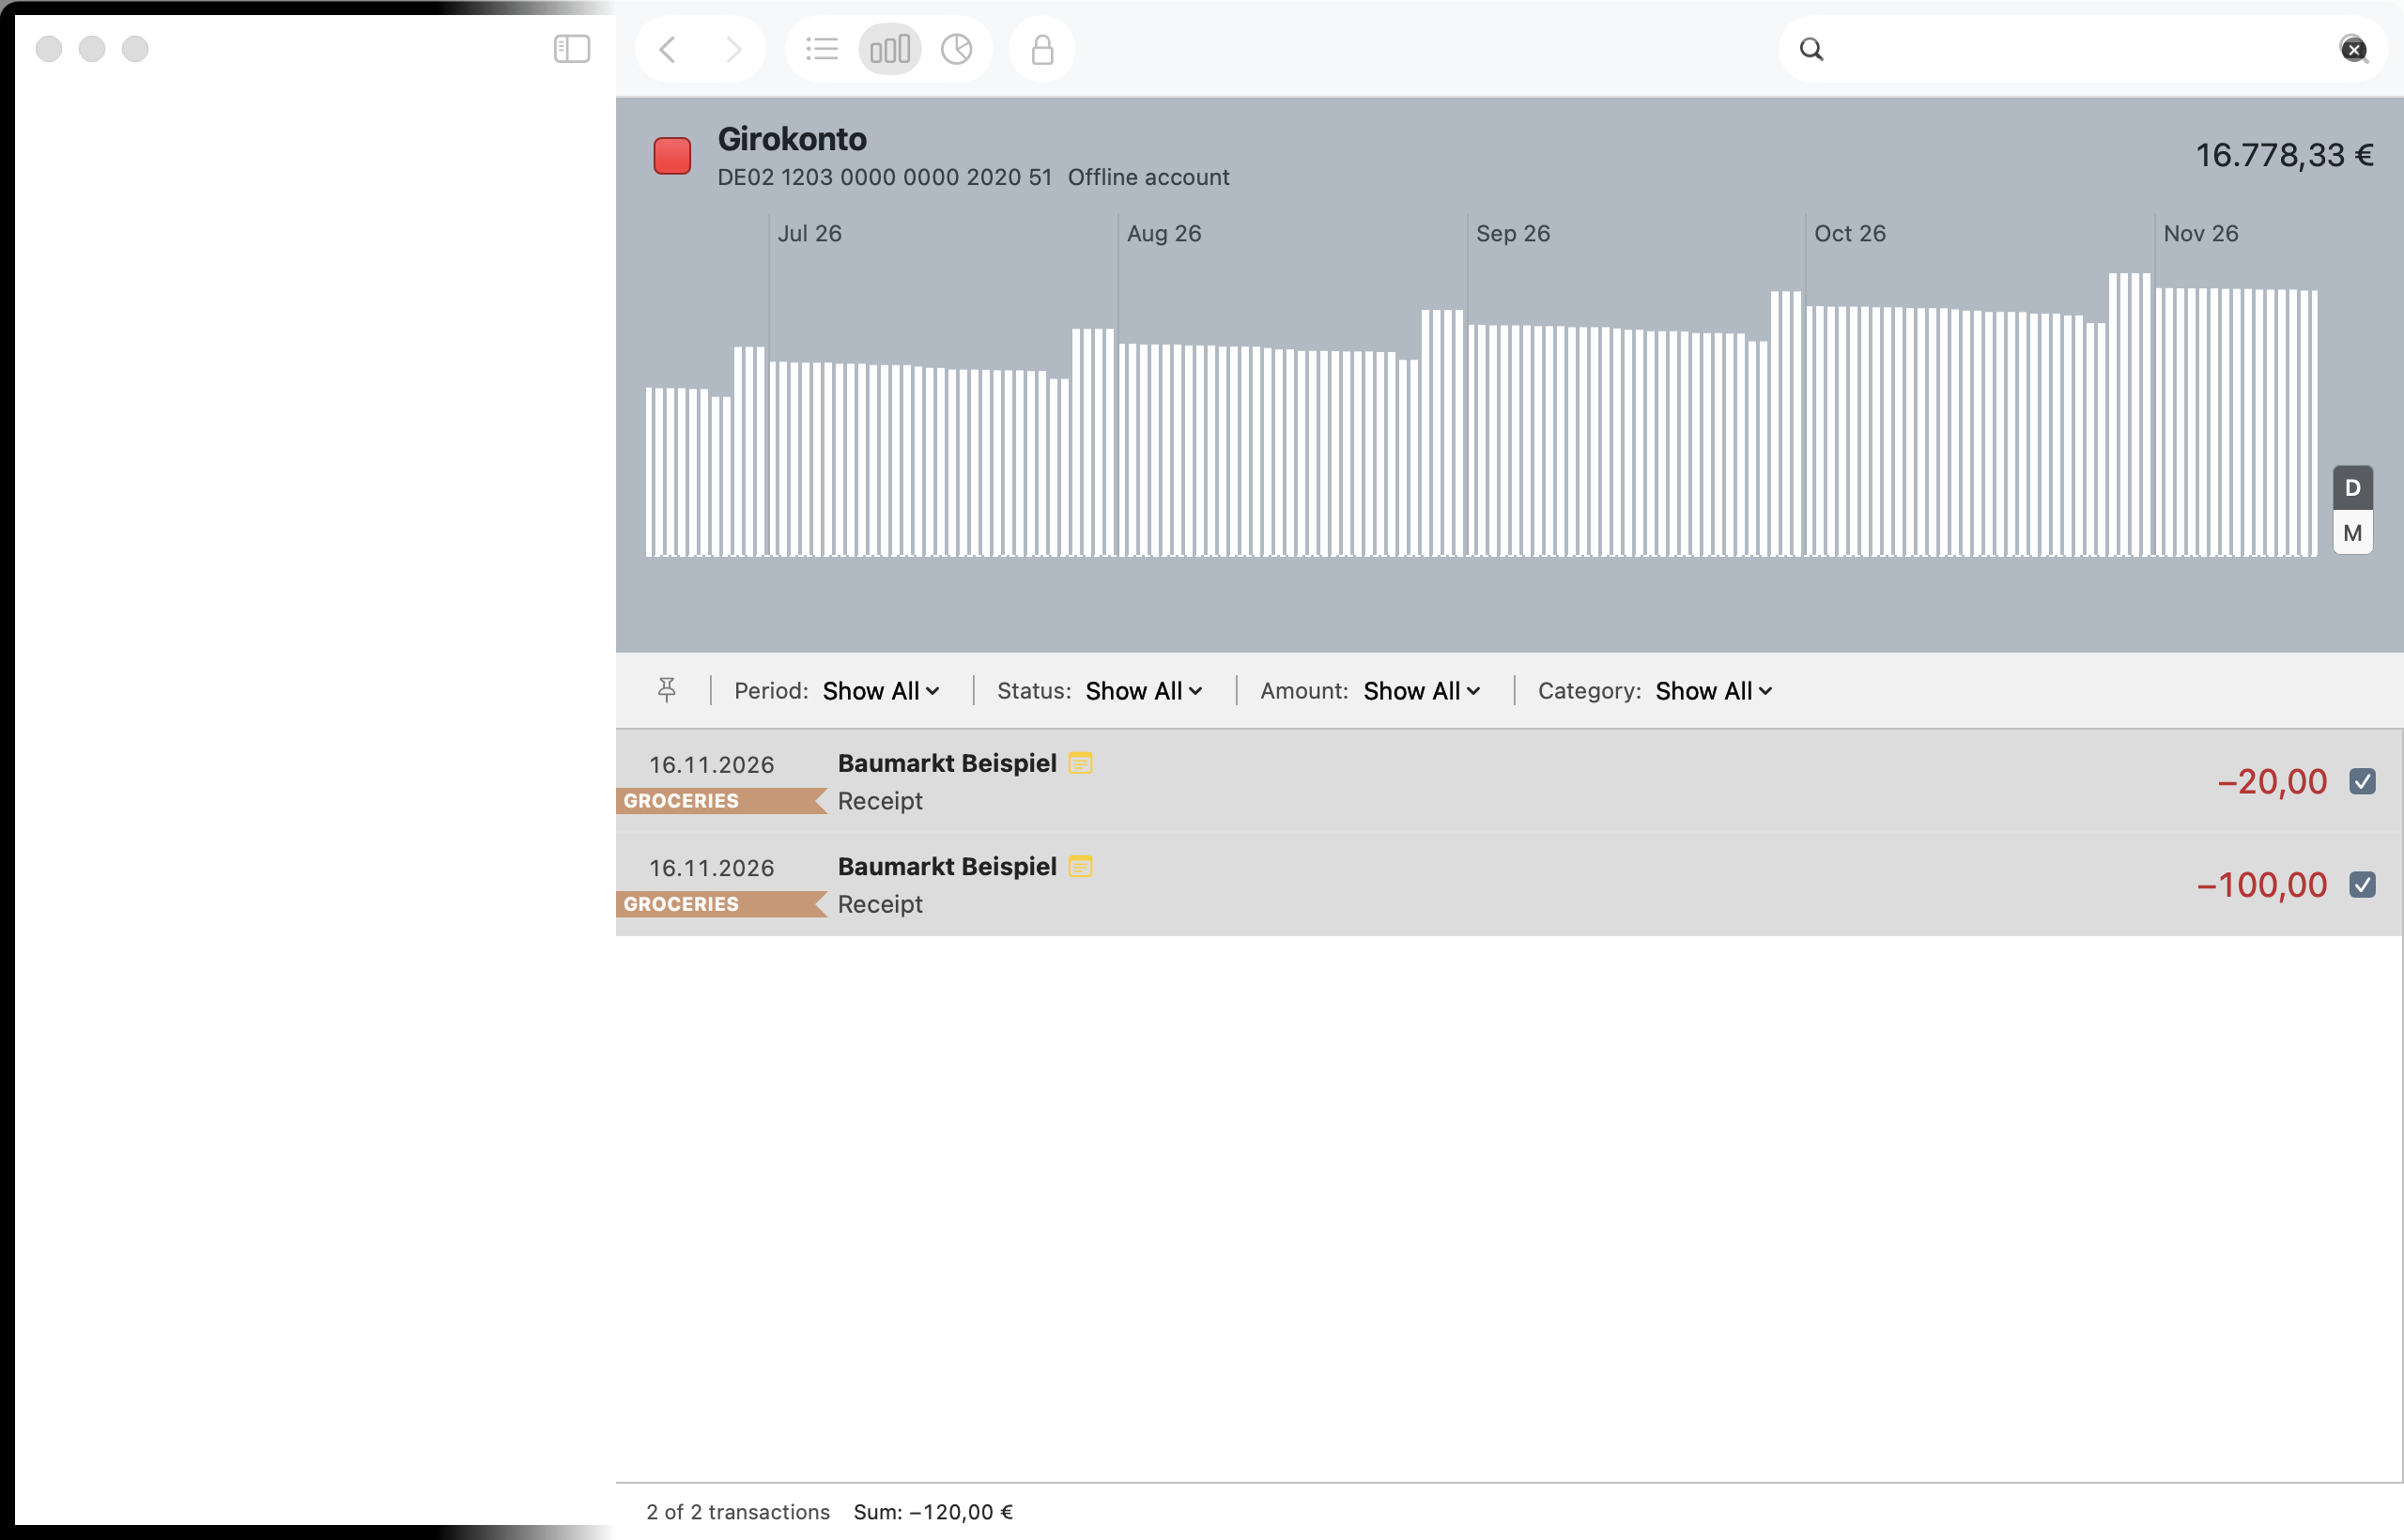 Girokonto
16.778,33 €
DE02 1203 0000 0000 2020 51 Offline account
Jul 26 Aug 26 Sep 26 Oct 26 Nov 26
D
M
Period: Show All Status: Show All Amount: Show All Category: Show All
16.11.2026 Baumarkt Beispiel
−20,00
GROCERIES Receipt
16.11.2026 Baumarkt Beispiel
−100,00
GROCERIES Receipt
2 of 2 transactions Sum: −120,00 €